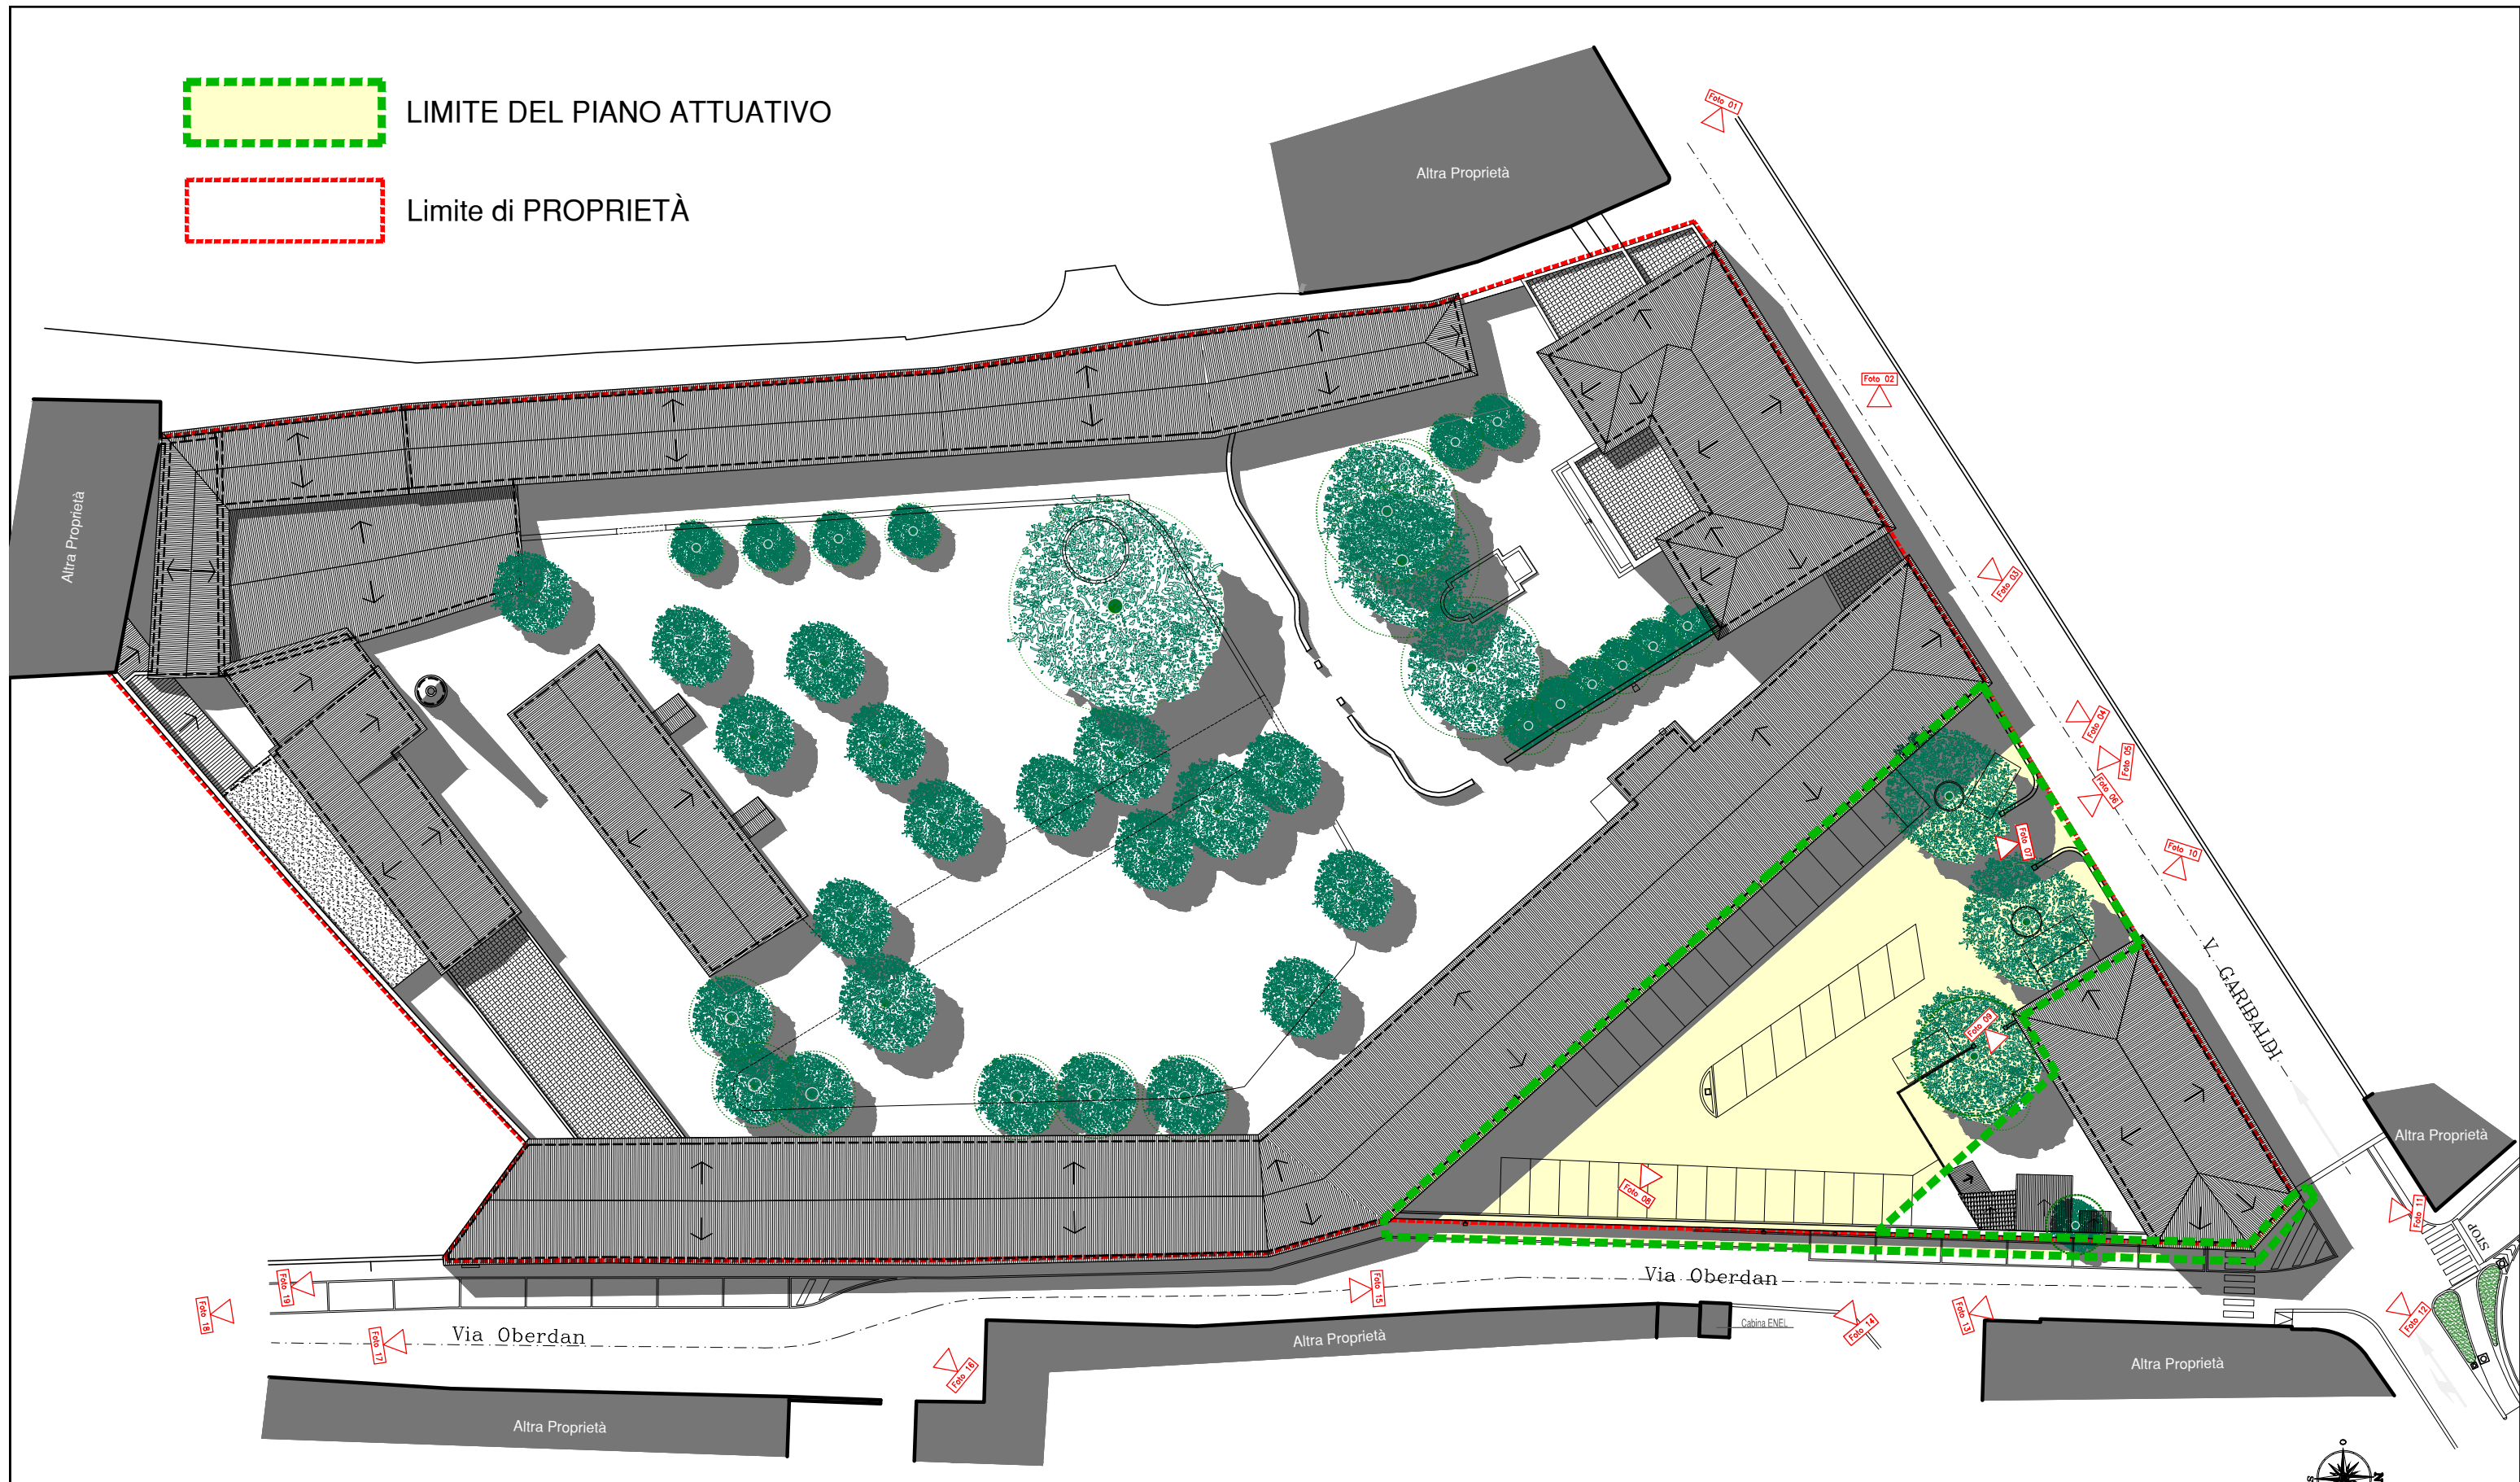 LIMITE DEL PIANO ATTUATIVO
Limite di PROPRIETÀ
Foto 01
Altra Proprietà
Foto 02
Altra Proprietà
Foto 03
Foto 04
Foto 05
Foto 06
Foto 07
Foto 10
V. GARIBALDI
Foto 09
Altra Proprietà
Foto 08
Foto 11
STOP
Foto 19
Foto 18
Foto 17
Via Oberdan
Foto 15
Via Oberdan
Foto 16
Altra Proprietà
Cabina ENEL
Foto 14
Foto 13
Foto 12
Altra Proprietà
Altra Proprietà
O
S
N